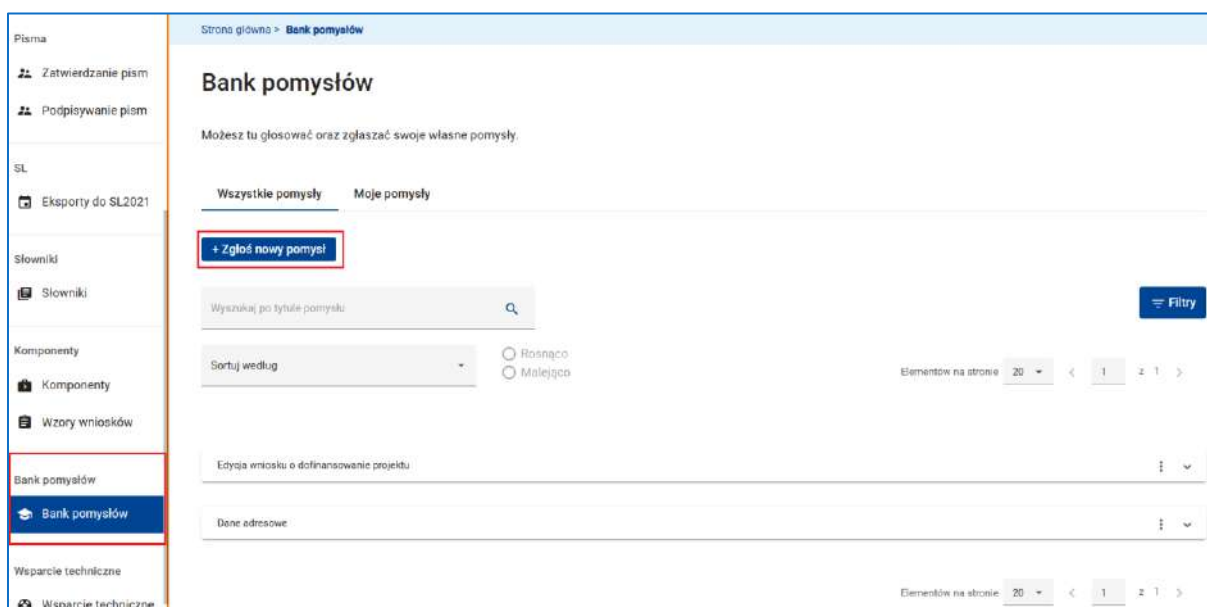 Pisma
Zatwierdzanie pism
Podpisywanie pism
SL
Eksporty do SL2021
Słowniki
Słowniki
Komponenty
Komponenty
Wzory wniosków
Bank pomysłów
Bank pomysłów
Wsparcie techniczne
Wsparcie techniczne
Strona główna > Bank pomysłów
Bank pomysłów
Możesz tu głosować oraz zgłaszać swoje własne pomysły.
Wszystkie pomysły Moje pomysły
+ Zgłoś nowy pomysł
Wyszukaj po tytule pomysłu
Filtry
Sortuj według
Rosnąco
Malejąco
Elementów na stronie 20 < 1 z 1 >
Edycja wniosku o dofinansowanie projektu
Dane adresowe
Elementów na stronie 20 < 1 z 1 >